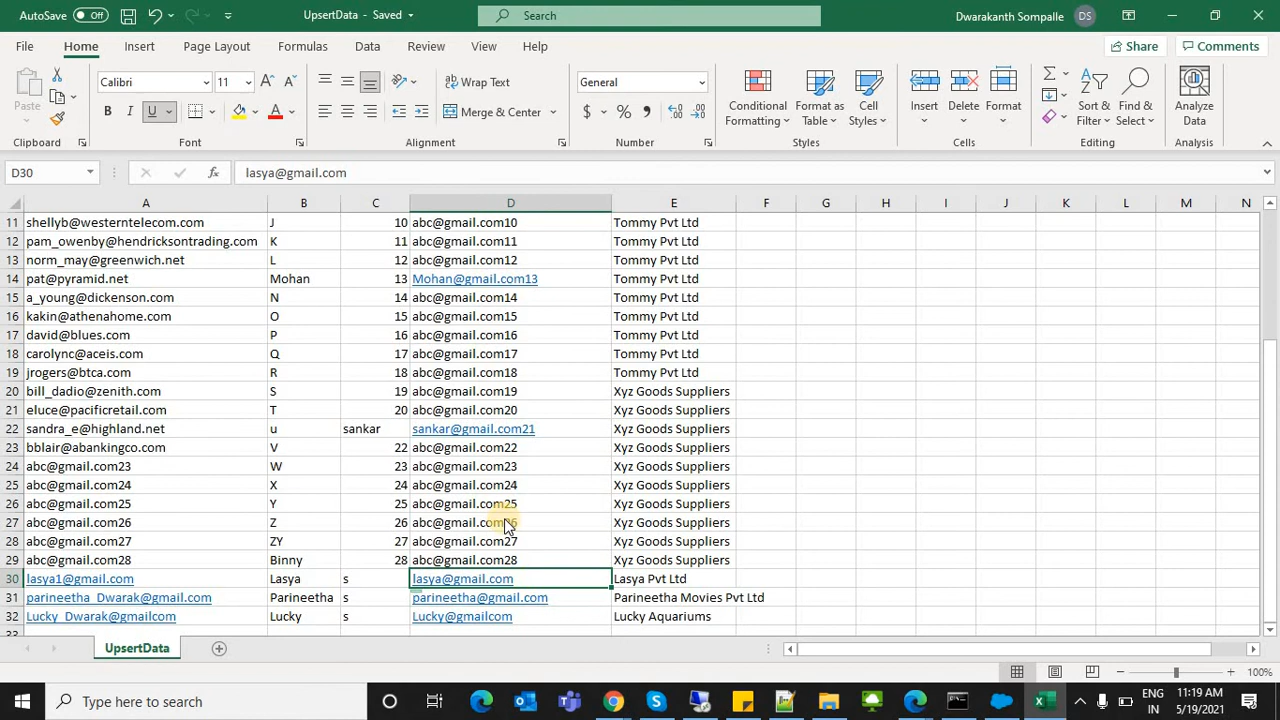 AutoSave Off UpsertData - Saved Search Dwarakanth Sompalle DS
File Home Insert Page Layout Formulas Data Review View Help Share Comments
Paste Calibri 11 Wrap Text General Conditional Formatting Format as Table Cell Styles Insert Delete Format Sort & Filter Find & Select Analyze Data
B I U Merge & Center $ %
Clipboard Font Alignment Number Styles Cells Editing Analysis
D30 fx lasya@gmail.com
A B C D E F G H I J K L M N
11 shellyb@westerntelecom.com J 10 abc@gmail.com10 Tommy Pvt Ltd
12 pam_owenby@hendricksontrading.com K 11 abc@gmail.com11 Tommy Pvt Ltd
13 norm_may@greenwich.net L 12 abc@gmail.com12 Tommy Pvt Ltd
14 pat@pyramid.net Mohan 13 Mohan@gmail.com13 Tommy Pvt Ltd
15 a_young@dickenson.com N 14 abc@gmail.com14 Tommy Pvt Ltd
16 kakin@athenahome.com O 15 abc@gmail.com15 Tommy Pvt Ltd
17 david@blues.com P 16 abc@gmail.com16 Tommy Pvt Ltd
18 carolync@aceis.com Q 17 abc@gmail.com17 Tommy Pvt Ltd
19 jrogers@btca.com R 18 abc@gmail.com18 Tommy Pvt Ltd
20 bill_dadio@zenith.com S 19 abc@gmail.com19 Xyz Goods Suppliers
21 eluce@pacificretail.com T 20 abc@gmail.com20 Xyz Goods Suppliers
22 sandra_e@highland.net u sankar sankar@gmail.com21 Xyz Goods Suppliers
23 bblair@abankingco.com V 22 abc@gmail.com22 Xyz Goods Suppliers
24 abc@gmail.com23 W 23 abc@gmail.com23 Xyz Goods Suppliers
25 abc@gmail.com24 X 24 abc@gmail.com24 Xyz Goods Suppliers
26 abc@gmail.com25 Y 25 abc@gmail.com25 Xyz Goods Suppliers
27 abc@gmail.com26 Z 26 abc@gmail.com26 Xyz Goods Suppliers
28 abc@gmail.com27 ZY 27 abc@gmail.com27 Xyz Goods Suppliers
29 abc@gmail.com28 Binny 28 abc@gmail.com28 Xyz Goods Suppliers
30 lasya1@gmail.com Lasya s lasya@gmail.com Lasya Pvt Ltd
31 parineetha_Dwarak@gmail.com Parineetha s parineetha@gmail.com Parineetha Movies Pvt Ltd
32 Lucky_Dwarak@gmailcom Lucky s Lucky@gmailcom Lucky Aquariums
33
UpsertData
100%
Type here to search ENG IN 11:19 AM 5/19/2021